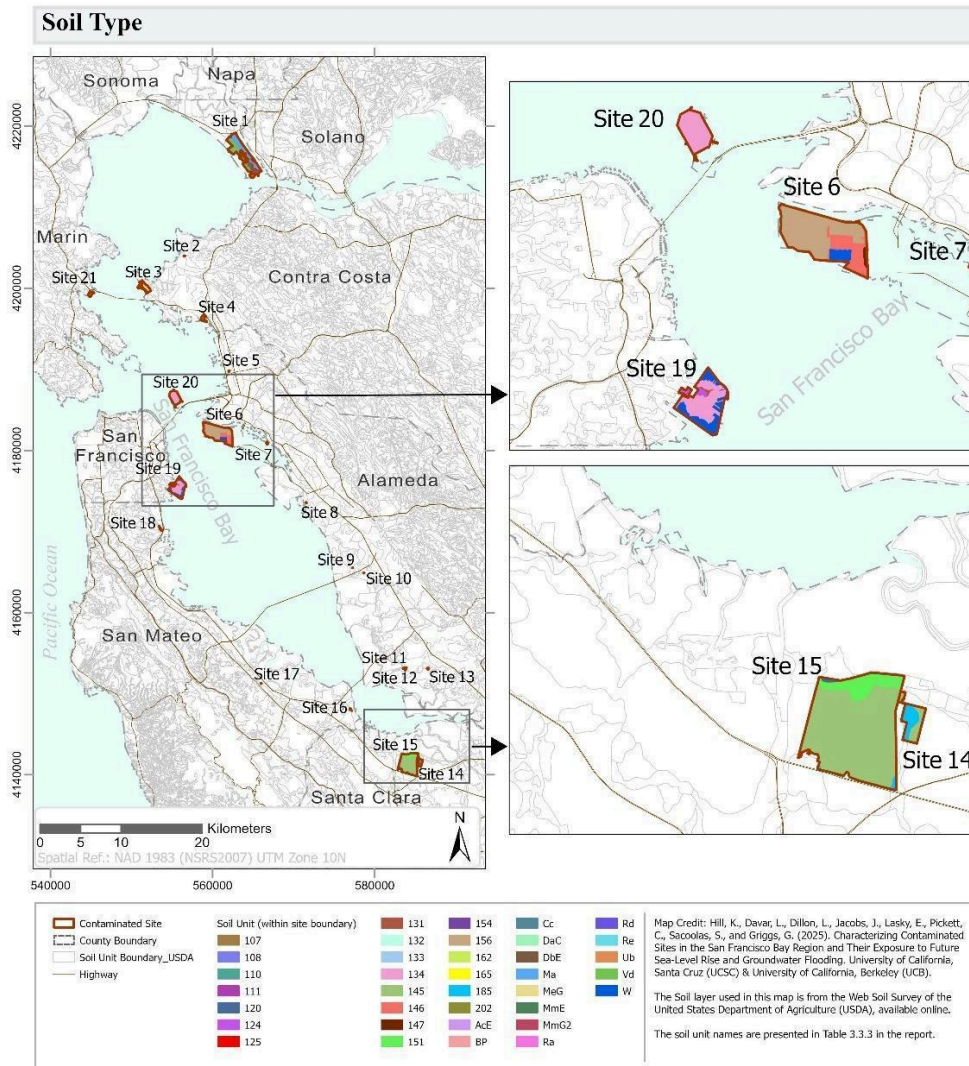 Soil Type
Sonoma
Napa
Site 1
Solano
Marin
Site 2
Site 3
Site 21
Contra Costa
Site 4
Site 5
Site 20
San Francisco Bay
Site 6
San
Francisco
Site 7
Site 19
Alameda
Site 8
Site 18
Site 9
Site 10
Pacific Ocean
San Mateo
Site 11
Site 12
Site 13
Site 17
Site 16
Site 15
Site 14
Santa Clara
N
Kilometers
0 5 10 20
Spatial Ref.: NAD 1983 (NSRS2007) UTM Zone 10N
4220000
4200000
4180000
4160000
4140000
540000
560000
580000
Site 20
Site 6
Site 7
Site 19
San Francisco Bay
Site 15
Site 14
Contaminated Site
County Boundary
Soil Unit Boundary_USDA
Highway
Soil Unit (within site boundary)
107
108
110
111
120
124
125
131
132
133
134
145
146
147
151
154
156
162
165
185
202
AcE
BP
Cc
DaC
DbE
Ma
MeG
MmE
MmG2
Ra
Rd
Re
Ub
Vd
W
Map Credit: Hill, K., Davar, L., Dillon, L., Jacobs, J., Lasky, E., Pickett,
C., Sacoolas, S., and Griggs, G. (2025). Characterizing Contaminated
Sites in the San Francisco Bay Region and Their Exposure to Future
Sea-Level Rise and Groundwater Flooding. University of California,
Santa Cruz (UCSC) & University of California, Berkeley (UCB).
The Soil layer used in this map is from the Web Soil Survey of the
United States Department of Agriculture (USDA), available online.
The soil unit names are presented in Table 3.3.3 in the report.